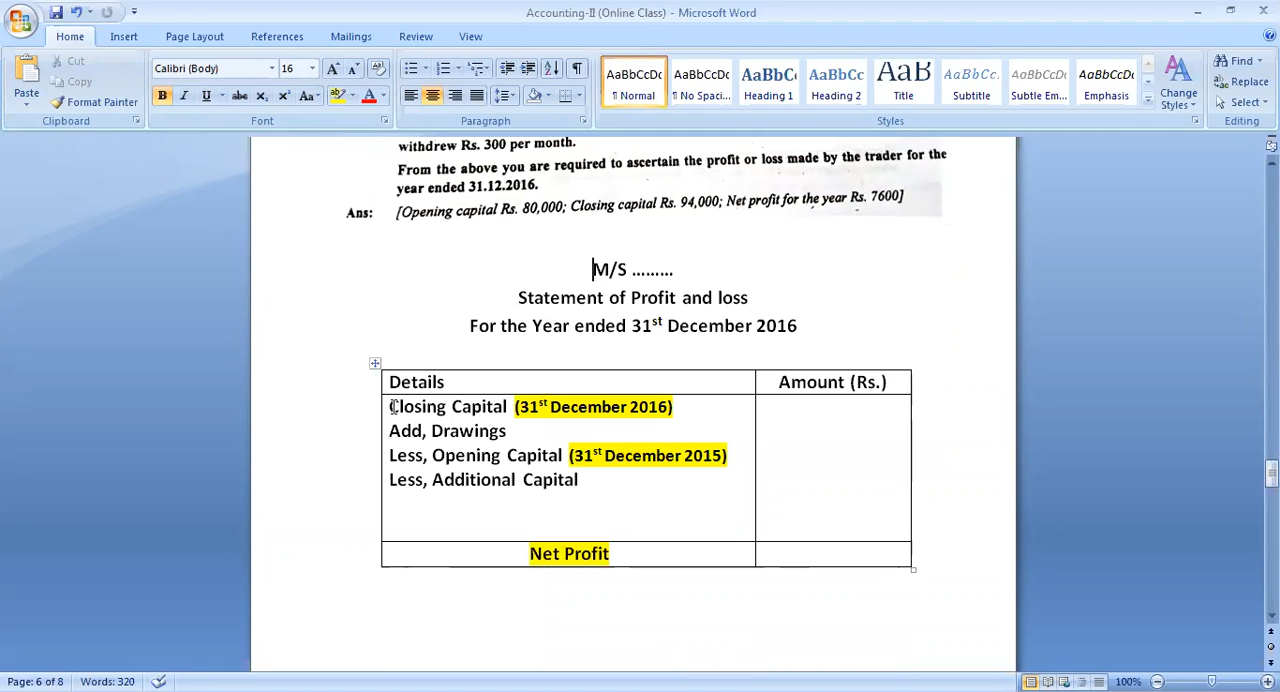 Accounting-II (Online Class) - Microsoft Word
Home Insert Page Layout References Mailings Review View
Paste
Cut
Copy
Format Painter
Clipboard
Calibri (Body) 16
Font
Paragraph
AaBbCcDc AaBbCcDc AaBbC AaBbCc AaB AaBbCc. AaBbCcDc AaBbCcDc
¶ Normal ¶ No Spaci... Heading 1 Heading 2 Title Subtitle Subtle Em... Emphasis
Change
Styles
Styles
Find
Replace
Select
Editing
withdrew Rs. 300 per month.
From the above you are required to ascertain the profit or loss made by the trader for the
year ended 31.12.2016.
Ans: [Opening capital Rs. 80,000; Closing capital Rs. 94,000; Net profit for the year Rs. 7600]
M/S .........
Statement of Profit and loss
For the Year ended 31st December 2016
Details Amount (Rs.)
Closing Capital (31st December 2016)
Add, Drawings
Less, Opening Capital (31st December 2015)
Less, Additional Capital
Net Profit
Page: 6 of 8 Words: 320 100%